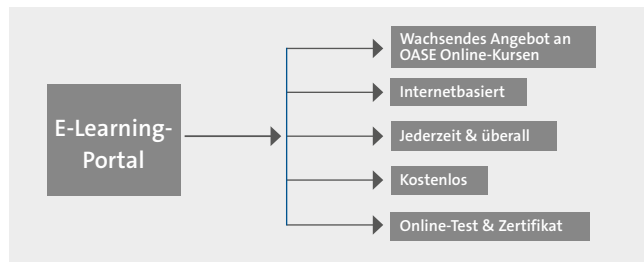 E-Learning-
Portal
Wachsendes Angebot an
OASE Online-Kursen
Internetbasiert
Jederzeit & überall
Kostenlos
Online-Test & Zertifikat